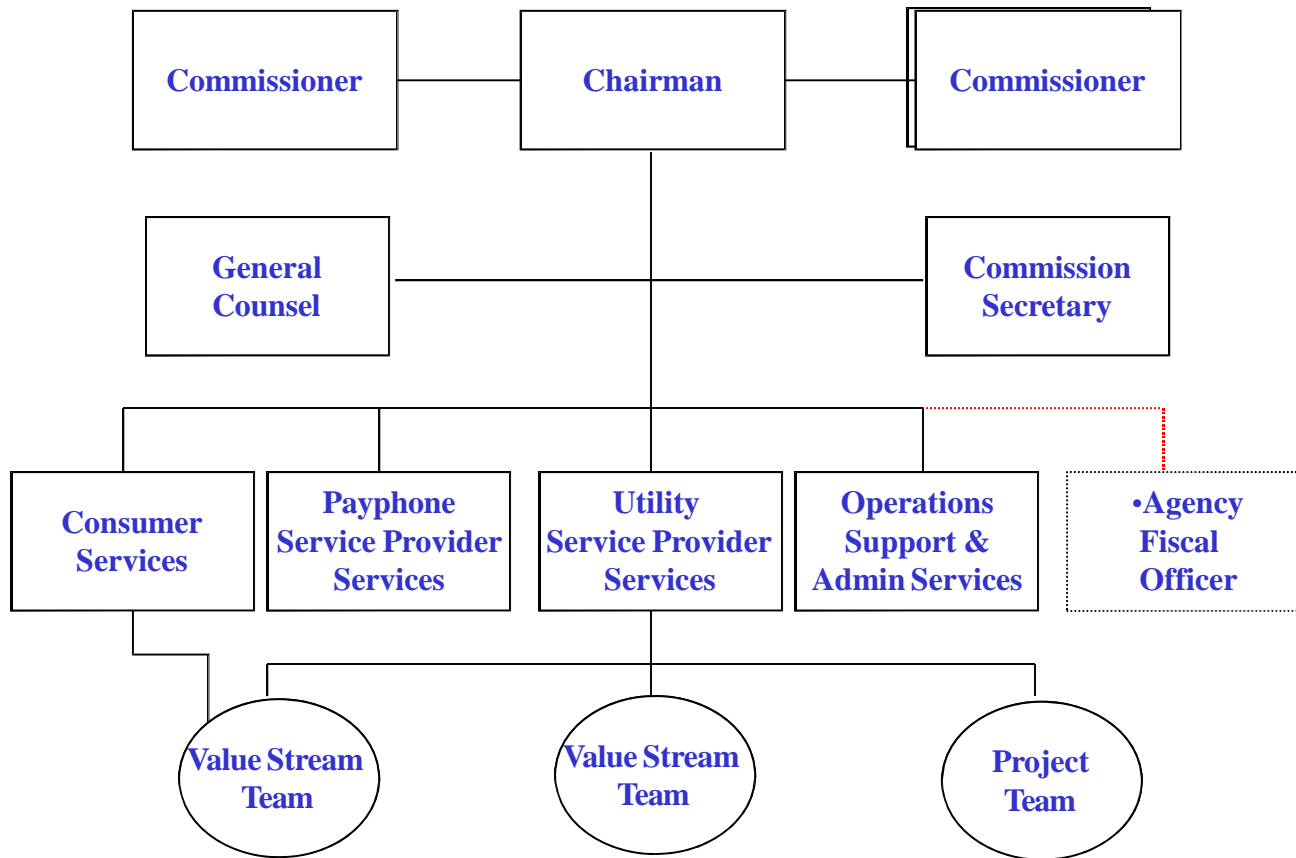 Commissioner
Chairman
Commissioner
General
Counsel
Commission
Secretary
Consumer
Services
Payphone
Service Provider
Services
Utility
Service Provider
Services
Operations
Support &
Admin Services
•Agency
Fiscal
Officer
Value Stream
Team
Value Stream
Team
Project
Team